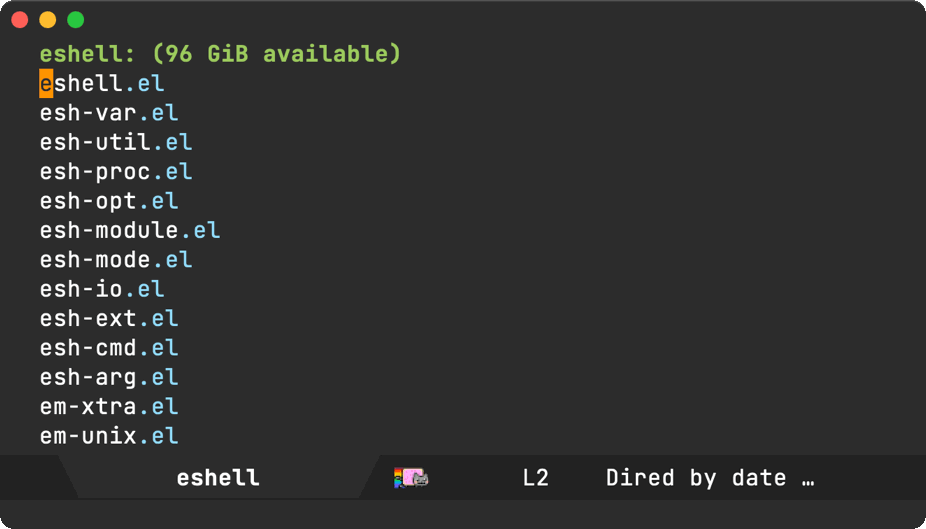 eshell: (96 GiB available)
eshell.el
esh-var.el
esh-util.el
esh-proc.el
esh-opt.el
esh-module.el
esh-mode.el
esh-io.el
esh-ext.el
esh-cmd.el
esh-arg.el
em-xtra.el
em-unix.el
eshell L2 Dired by date …